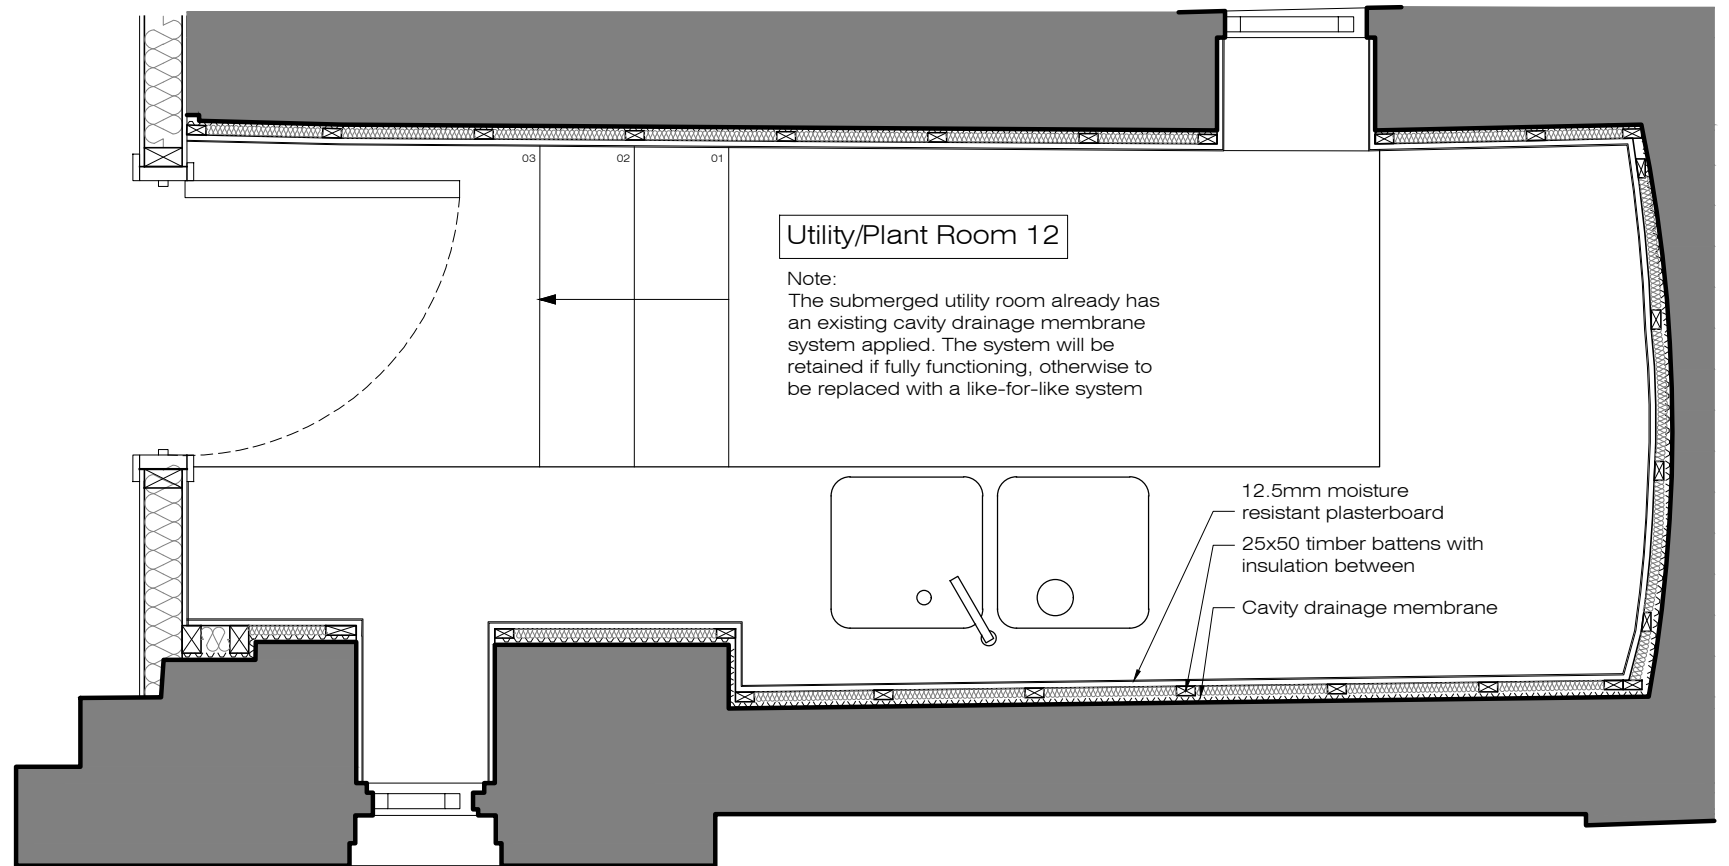 03
02
01
Utility/Plant Room 12
Note:
The submerged utility room already has
an existing cavity drainage membrane
system applied. The system will be
retained if fully functioning, otherwise to
be replaced with a like-for-like system
12.5mm moisture
resistant plasterboard
25x50 timber battens with
insulation between
Cavity drainage membrane